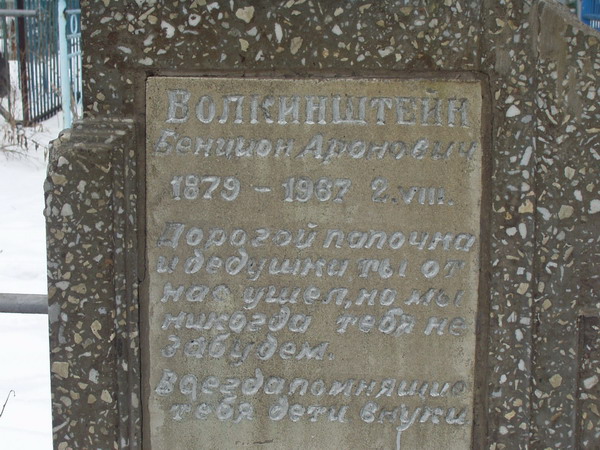 Волкинштейн
Бенцион Аронович
1879 – 1967 2.VIII.
Дорогой папочка
и дедушки ты от
нас ушел, но мы
никогда тебя не
забудем.
Всегда помнящие
тебя дети внуки